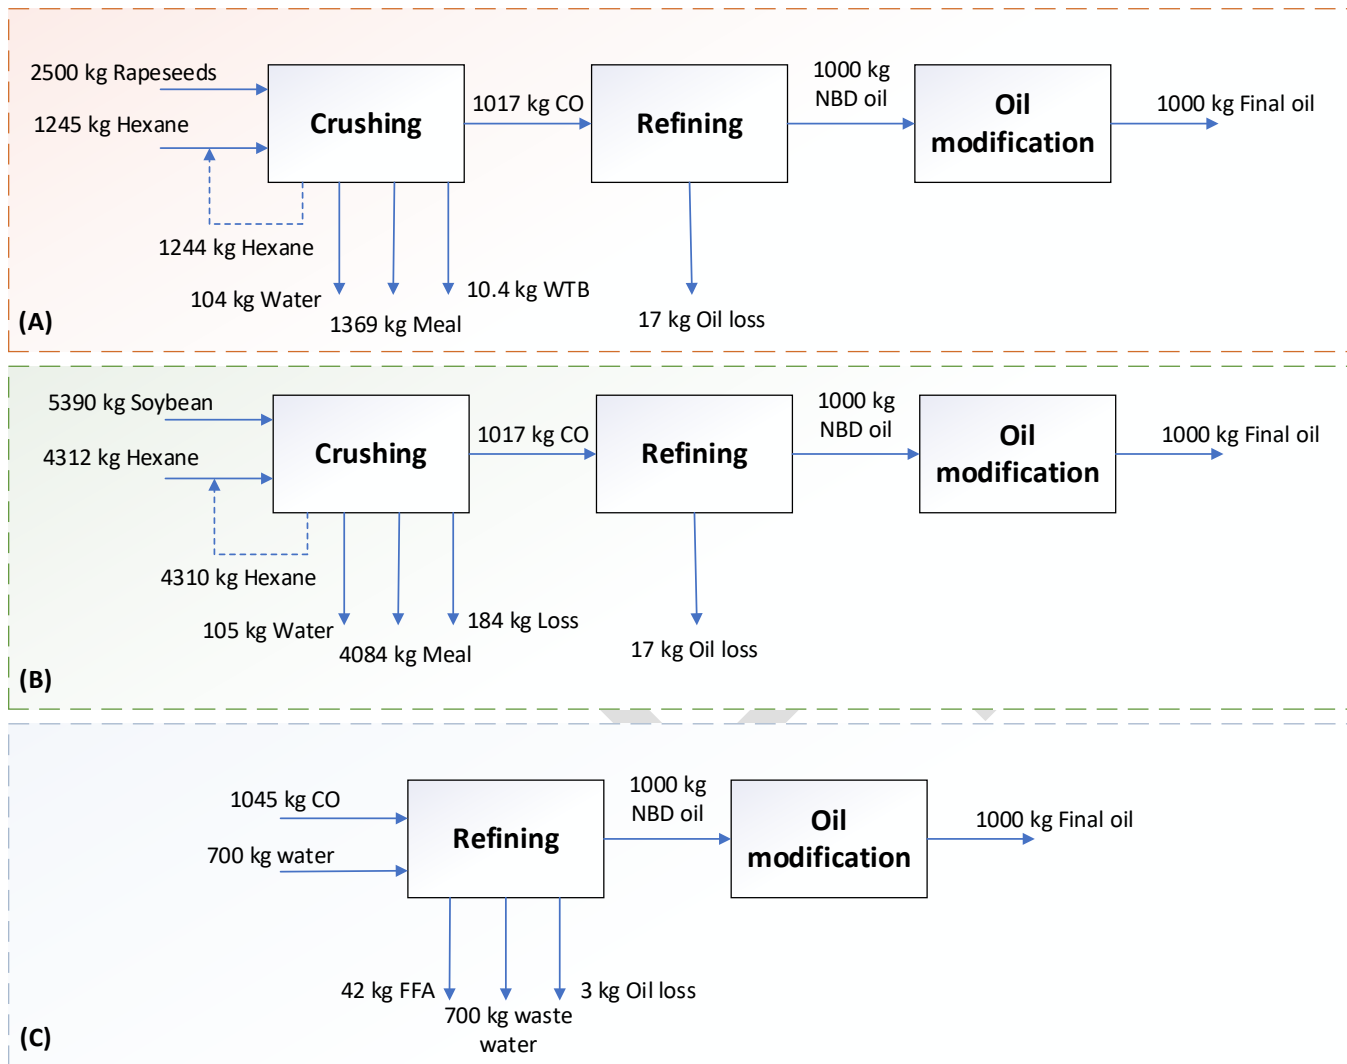 2500 kg Rapeseeds
1245 kg Hexane
Crushing
1017 kg CO
Refining
1000 kg
NBD oil
Oil
modification
1000 kg Final oil
1244 kg Hexane
104 kg Water
1369 kg Meal
10.4 kg WTB
17 kg Oil loss
(A)
5390 kg Soybean
4312 kg Hexane
Crushing
1017 kg CO
Refining
1000 kg
NBD oil
Oil
modification
1000 kg Final oil
4310 kg Hexane
105 kg Water
4084 kg Meal
184 kg Loss
17 kg Oil loss
(B)
1045 kg CO
700 kg water
Refining
1000 kg
NBD oil
Oil
modification
1000 kg Final oil
42 kg FFA
700 kg waste
water
3 kg Oil loss
(C)